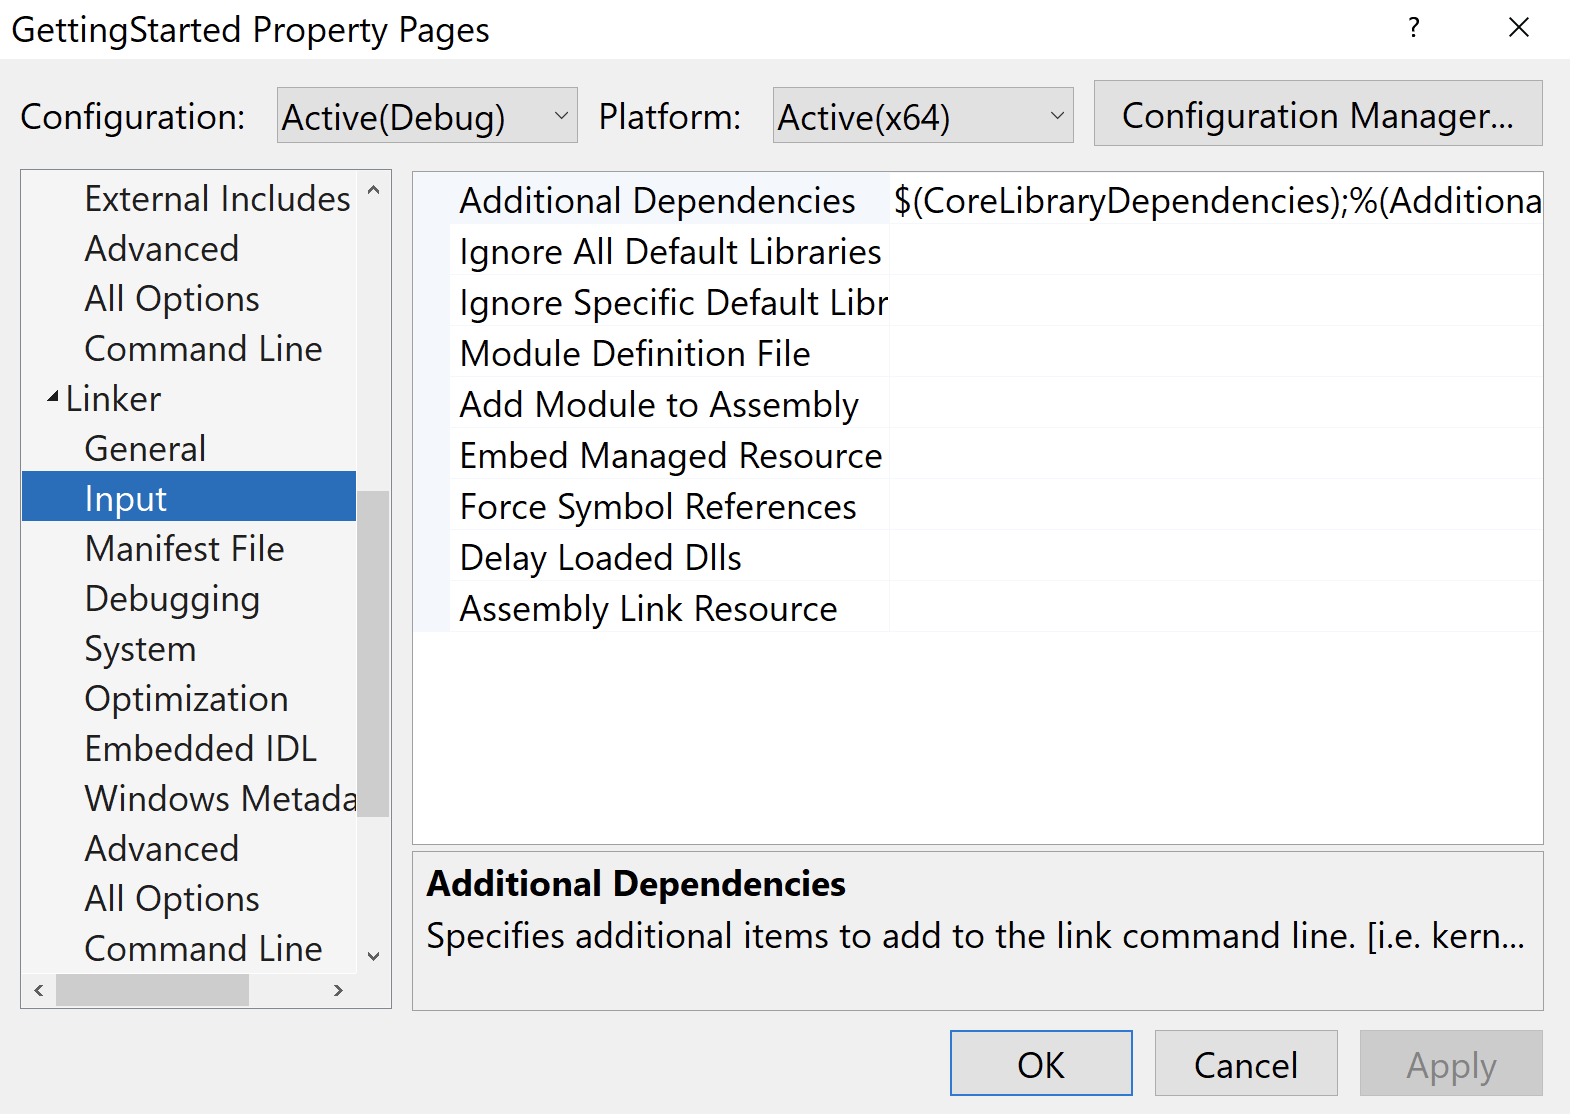 GettingStarted Property Pages ?
Configuration: Active(Debug) Platform: Active(x64) Configuration Manager...
External Includes
Advanced
All Options
Command Line
Linker
General
Input
Manifest File
Debugging
System
Optimization
Embedded IDL
Windows Metada
Advanced
All Options
Command Line
Additional Dependencies $(CoreLibraryDependencies);%(Additiona
Ignore All Default Libraries
Ignore Specific Default Libr
Module Definition File
Add Module to Assembly
Embed Managed Resource
Force Symbol References
Delay Loaded Dlls
Assembly Link Resource
Additional Dependencies
Specifies additional items to add to the link command line. [i.e. kern...
OK Cancel Apply